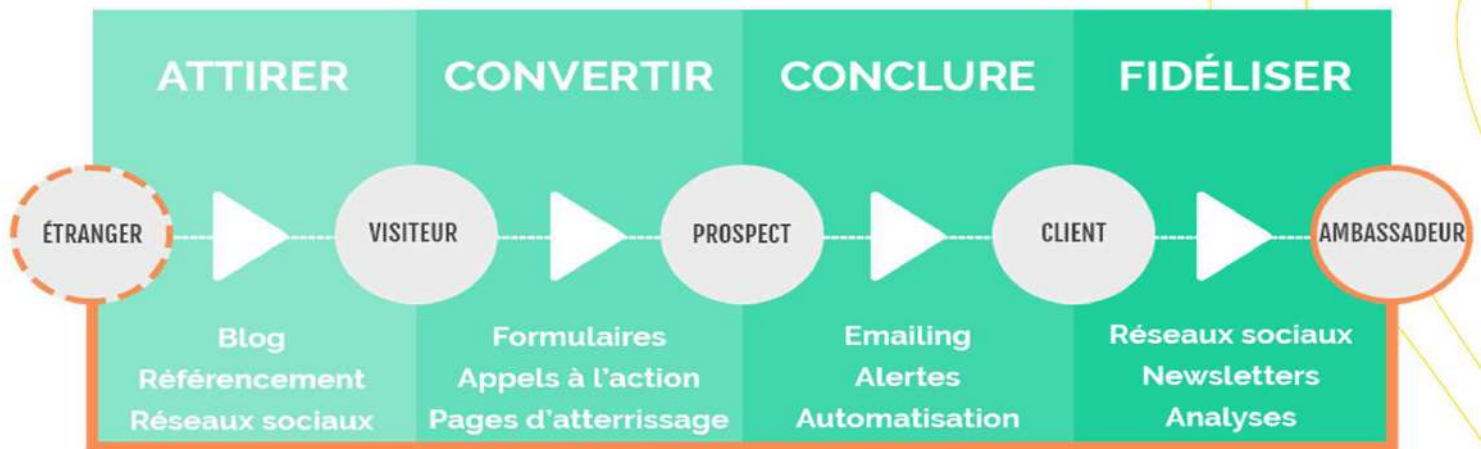 ATTIRER
CONVERTIR
CONCLURE
FIDÉLISER
ÉTRANGER
VISITEUR
PROSPECT
CLIENT
AMBASSADEUR
Blog
Référencement
Réseaux sociaux
Formulaires
Appels à l'action
Pages d'atterrissage
Emailing
Alertes
Automatisation
Réseaux sociaux
Newsletters
Analyses